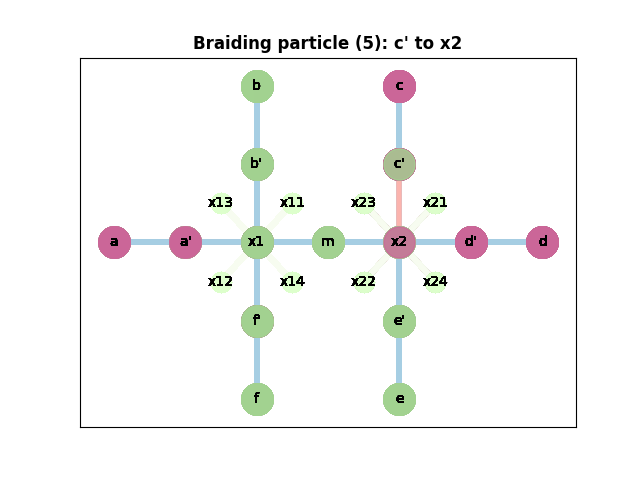 Braiding particle (5): c' to x2
b c
b' c'
x13 x11 x23 x21
a a' x1 m x2 d' d
x12 x14 x22 x24
f' e'
f e